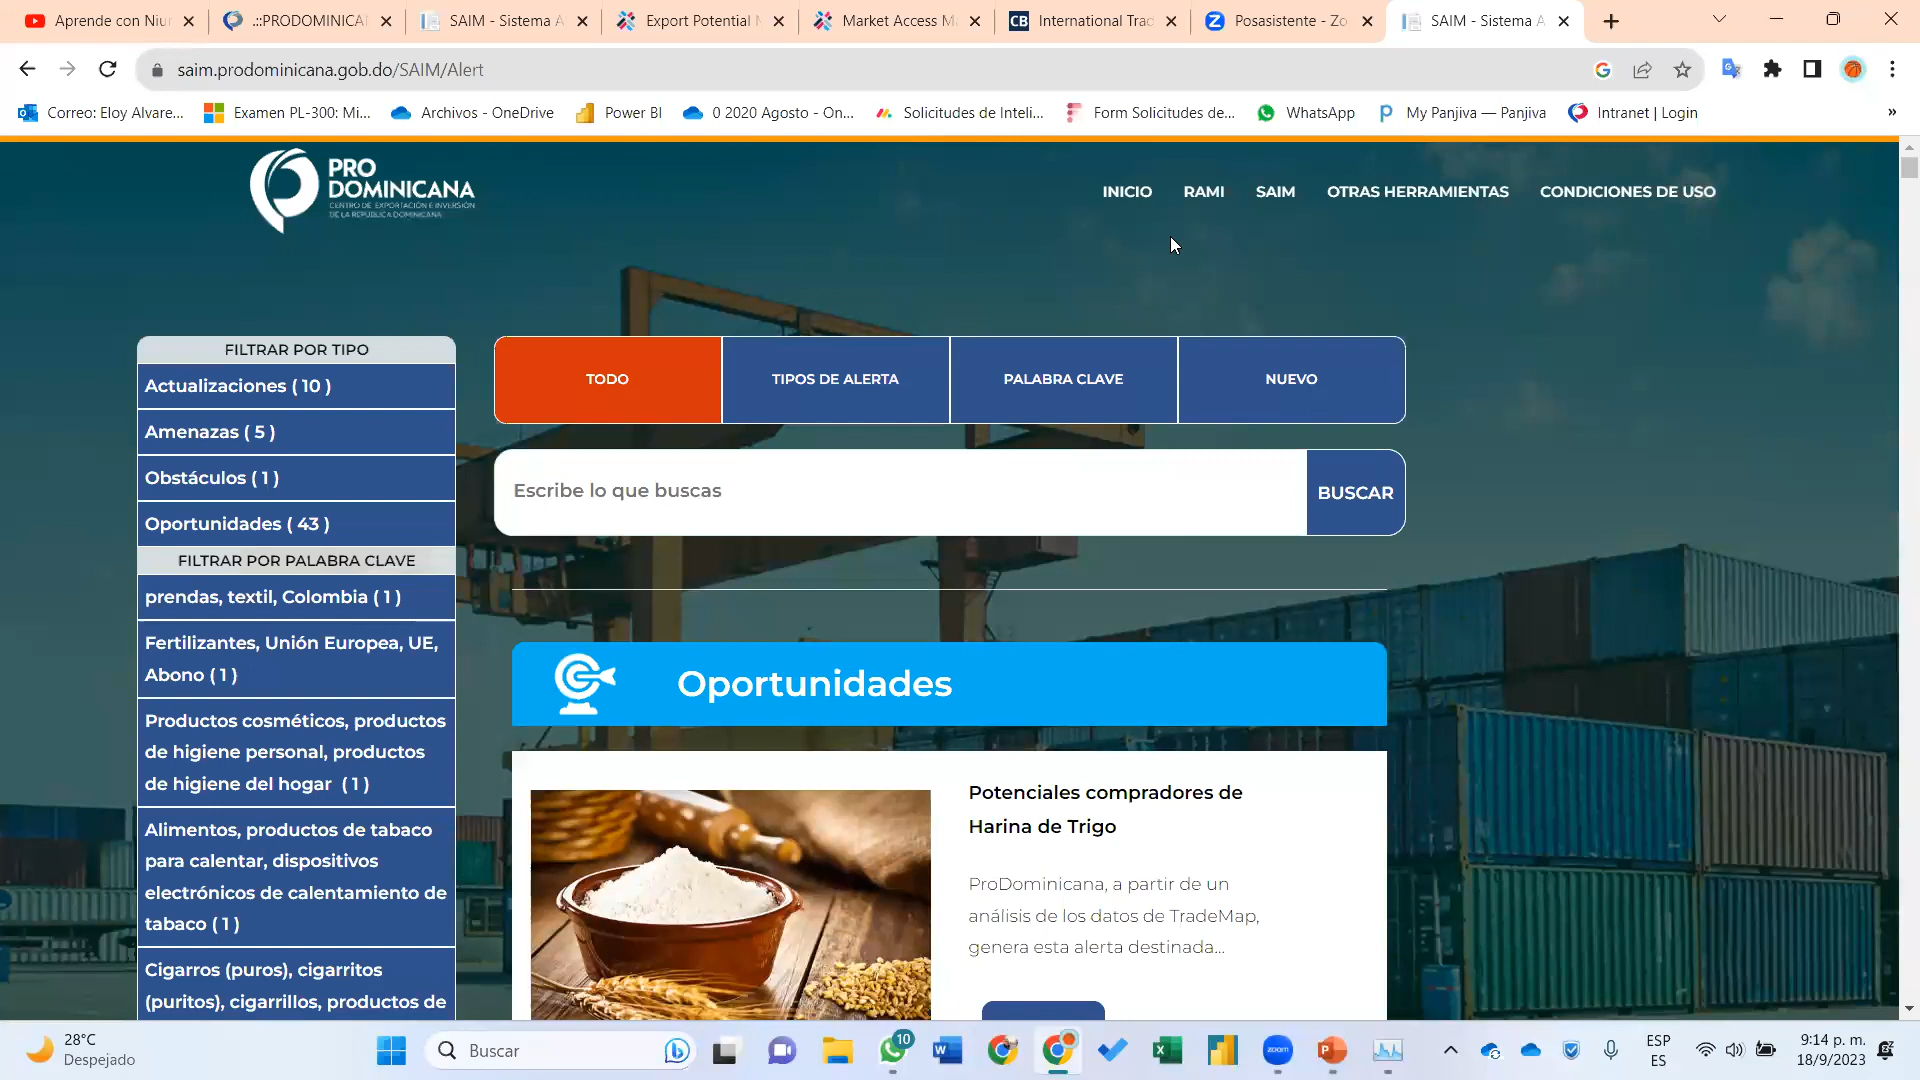 Aprende con Niur
.::PRODOMINICAN
SAIM - Sistema A
Export Potential M
Market Access Ma
International Trad
Posasistente - Zo
SAIM - Sistema A
saim.prodominicana.gob.do/SAIM/Alert
Correo: Eloy Alvare...
Examen PL-300: Mi...
Archivos - OneDrive
Power BI
0 2020 Agosto - On...
Solicitudes de Inteli...
Form Solicitudes de...
WhatsApp
My Panjiva — Panjiva
Intranet | Login
»
PRO
DOMINICANA
CENTRO DE EXPORTACIÓN E INVERSIÓN
DE LA REPÚBLICA DOMINICANA
INICIO
RAMI
SAIM
OTRAS HERRAMIENTAS
CONDICIONES DE USO
FILTRAR POR TIPO
Actualizaciones ( 10 )
Amenazas ( 5 )
Obstáculos ( 1 )
Oportunidades ( 43 )
FILTRAR POR PALABRA CLAVE
prendas, textil, Colombia ( 1 )
Fertilizantes, Unión Europea, UE,
Abono ( 1 )
Productos cosméticos, productos
de higiene personal, productos
de higiene del hogar ( 1 )
Alimentos, productos de tabaco
para calentar, dispositivos
electrónicos de calentamiento de
tabaco ( 1 )
Cigarros (puros), cigarritos
(puritos), cigarrillos, productos de
TODO
TIPOS DE ALERTA
PALABRA CLAVE
NUEVO
Escribe lo que buscas
BUSCAR
Oportunidades
Potenciales compradores de
Harina de Trigo
ProDominicana, a partir de un
análisis de los datos de TradeMap,
genera esta alerta destinada...
28°C
Despejado
Buscar
10
zoom
ESP
ES
9:14 p. m.
18/9/2023